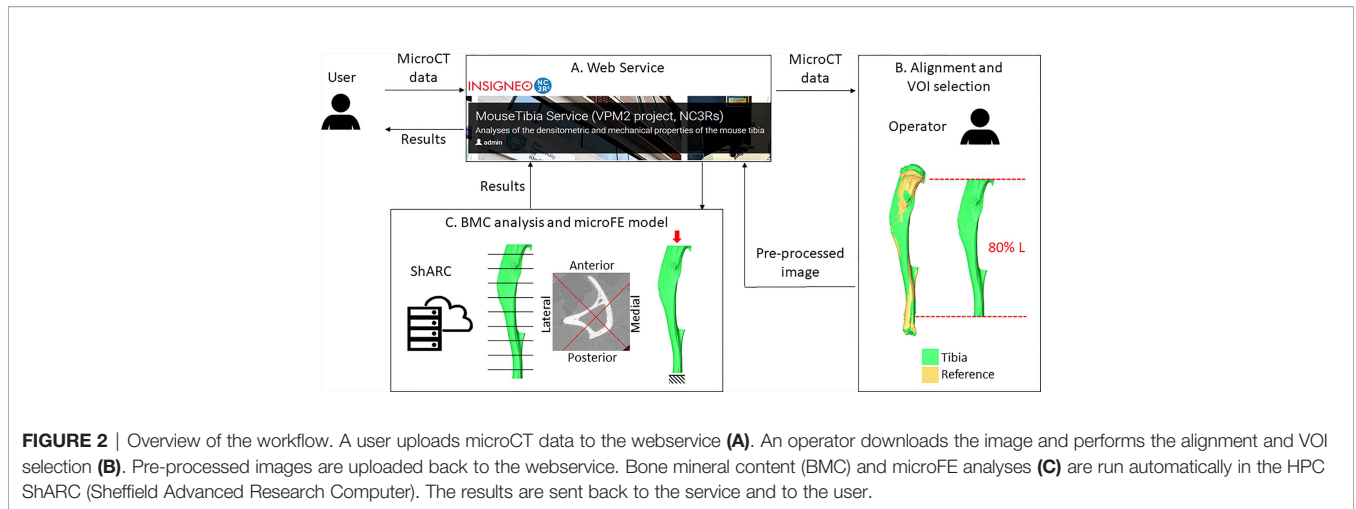 User
MicroCT
data
Results
A. Web Service
INSIGNEO
NC
3Rs
MouseTibia Service (VPM2 project, NC3Rs)
Analyses of the densitometric and mechanical properties of the mouse tibia
admin
MicroCT
data
B. Alignment and
VOI selection
Operator
80% L
Tibia
Reference
Pre-processed
image
Results
C. BMC analysis and microFE model
ShARC
Anterior
Lateral
Medial
Posterior
FIGURE 2 | Overview of the workflow. A user uploads microCT data to the webservice (A). An operator downloads the image and performs the alignment and VOI
selection (B). Pre-processed images are uploaded back to the webservice. Bone mineral content (BMC) and microFE analyses (C) are run automatically in the HPC
ShARC (Sheffield Advanced Research Computer). The results are sent back to the service and to the user.